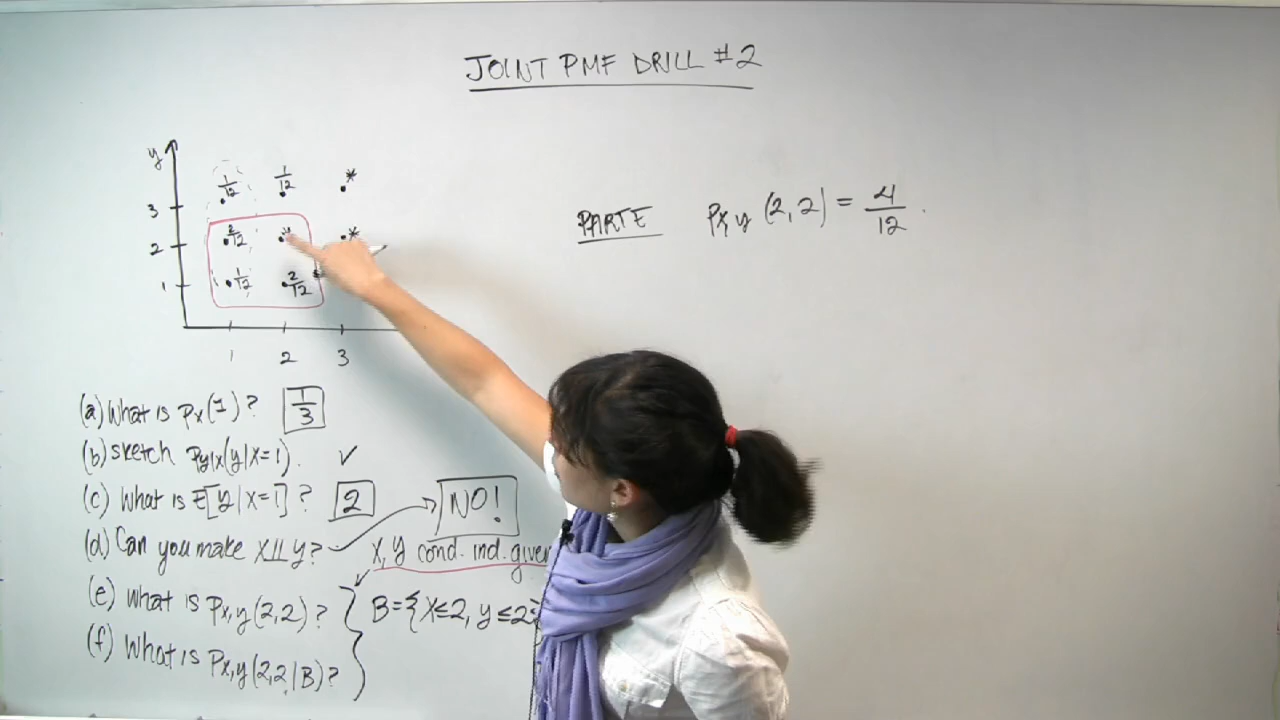 JOINT PMF DRILL #2
y
1/12 1/12 *
3
2/12 *
2
1/12 2/12
1
1 2 3
PART E Px,y (2,2) = 4/12.
(a) What is Px(1)? 1/3
(b) sketch Py|x(y|x=1). ✓
(c) What is E[Y|X=1]? 2
(d) Can you make X⫫Y? NO!
X, Y cond. ind. given
(e) What is Px,y(2,2)?
B={X≤2, y≤2}
(f) What is Px,y(2,2|B)?